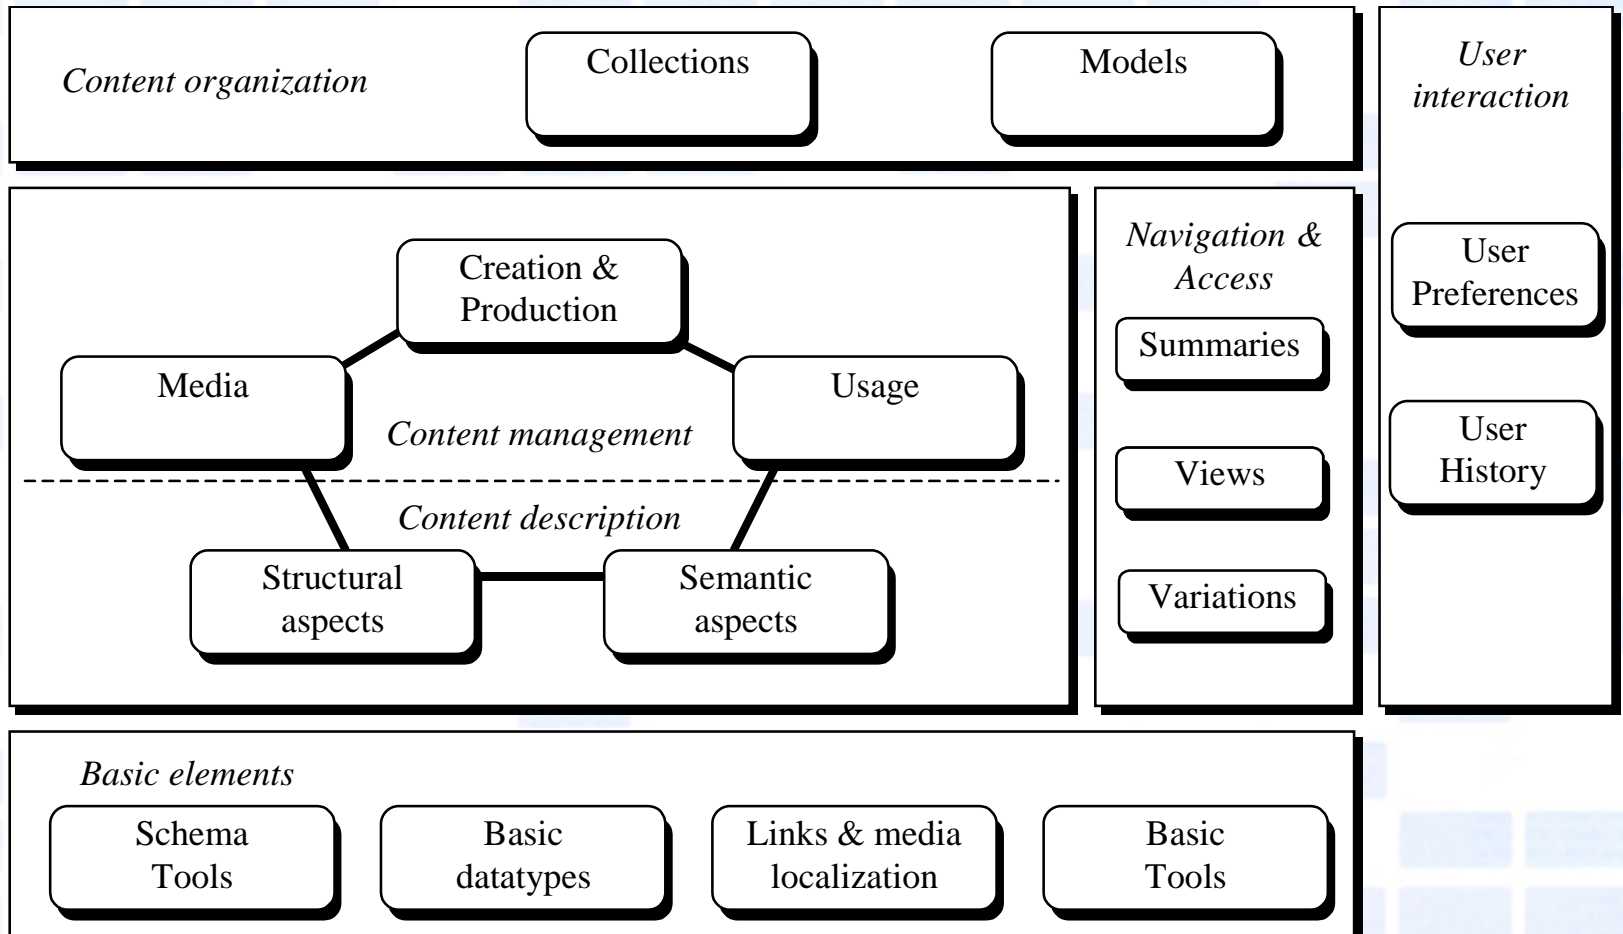 Content organization
Collections
Models
User
interaction
Creation &
Production
Media
Usage
Content management
Content description
Structural
aspects
Semantic
aspects
Navigation &
Access
Summaries
Views
Variations
User
Preferences
User
History
Basic elements
Schema
Tools
Basic
datatypes
Links & media
localization
Basic
Tools